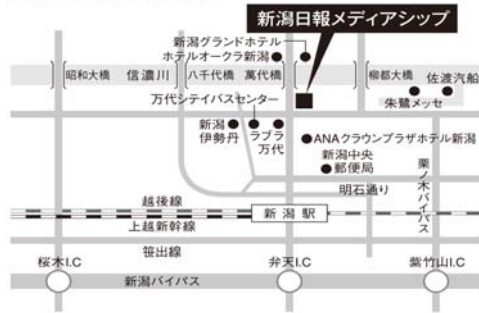 新潟日報メディアシップ
新潟グランドホテル
ホテルオークラ新潟
昭和大橋
信濃川
八千代橋
萬代橋
柳都大橋
佐渡汽船
朱鷺メッセ
万代シテイバスセンター
新潟
伊勢丹
ラブラ
万代
ANAクラウンプラザホテル新潟
新潟中央
郵便局
明石通り
栗ノ木バイパス
越後線
新潟駅
上越新幹線
笹出線
桜木I.C
弁天I.C
紫竹山I.C
新潟バイパス